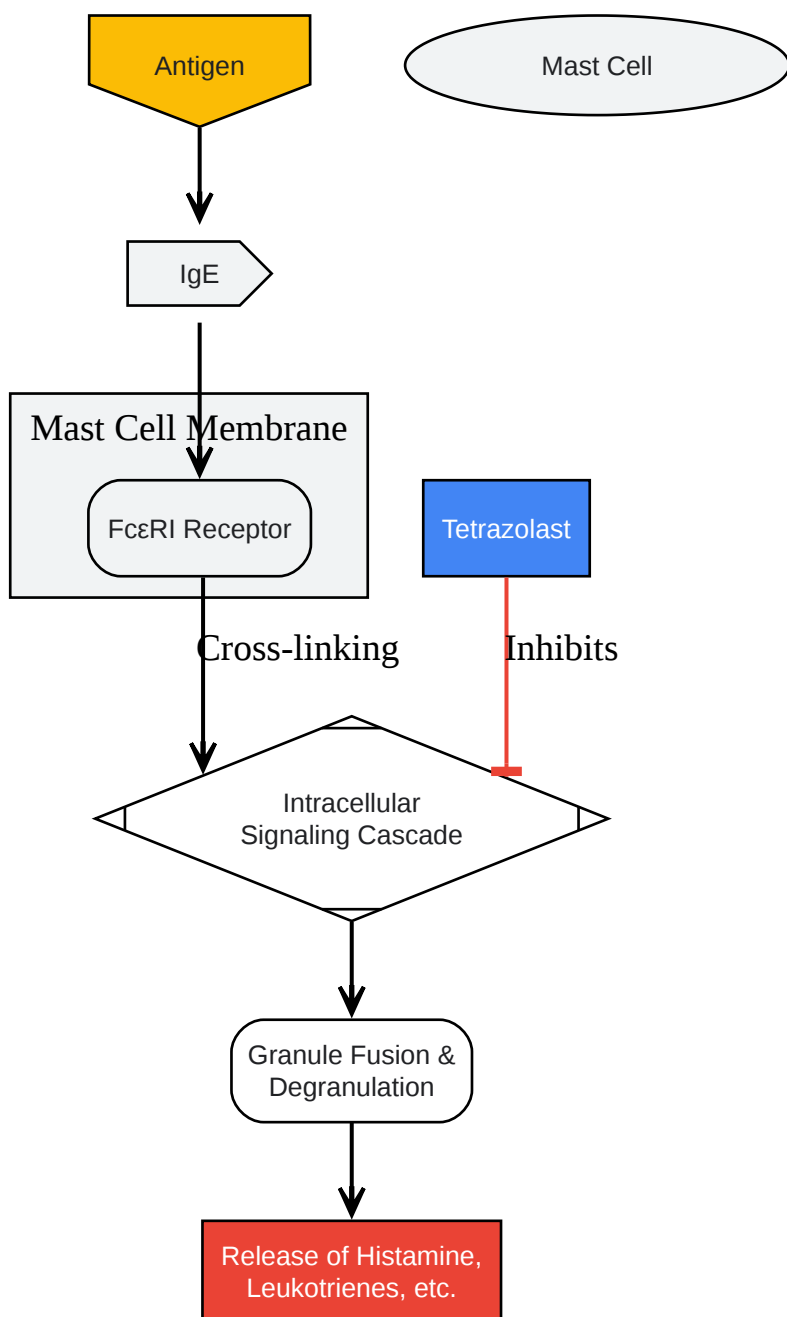 Antigen
Mast Cell
IgE
Mast Cell Membrane
FcεRI Receptor
Tetrazolast
Cross-linking
Inhibits
Intracellular
Signaling Cascade
Granule Fusion &
Degranulation
Release of Histamine,
Leukotrienes, etc.